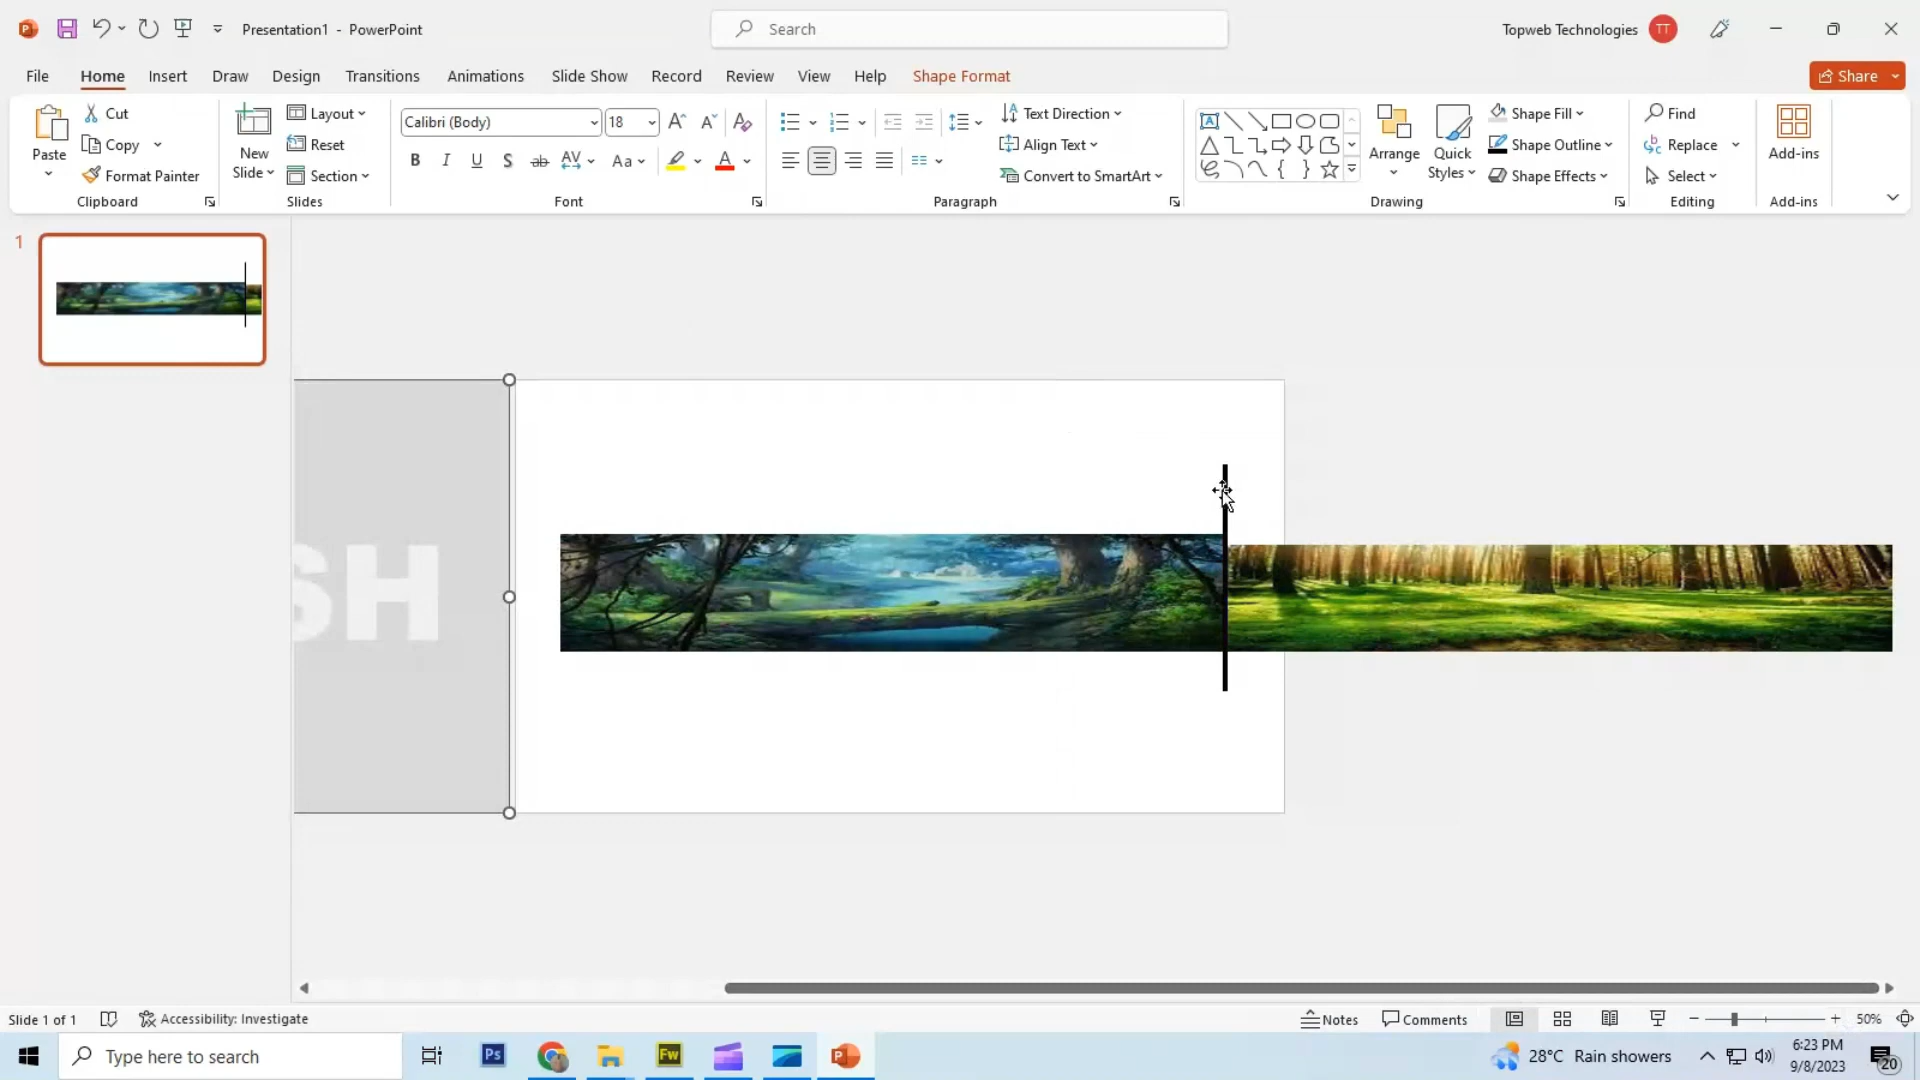 Presentation1 - PowerPoint
Search
Topweb Technologies
TT
File
Home
Insert
Draw
Design
Transitions
Animations
Slide Show
Record
Review
View
Help
Shape Format
Share
Paste
Cut
Copy
Format Painter
Clipboard
New Slide
Layout
Reset
Section
Slides
Calibri (Body)
18
Font
Text Direction
Align Text
Convert to SmartArt
Paragraph
Arrange
Quick Styles
Shape Fill
Shape Outline
Shape Effects
Drawing
Find
Replace
Select
Editing
Add-ins
Add-ins
1
SH
Slide 1 of 1
Accessibility: Investigate
Notes
Comments
50%
Type here to search
Ps
Fw
28°C Rain showers
6:23 PM
9/8/2023
20